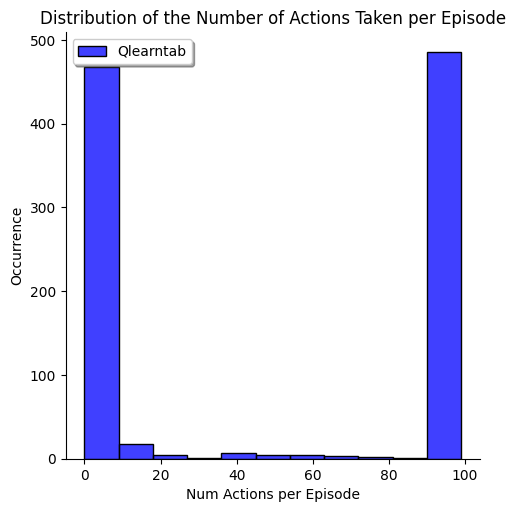 Distribution of the Number of Actions Taken per Episode
Qlearntab
500
400
300
200
100
0
Occurrence
0 20 40 60 80 100
Num Actions per Episode